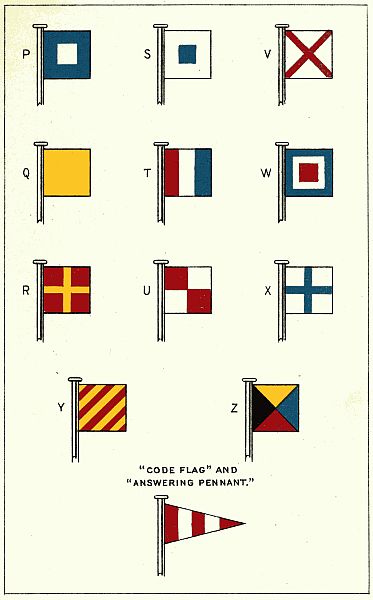 P S V
Q T W
R U X
Y Z
"CODE FLAG" AND
"ANSWERING PENNANT."